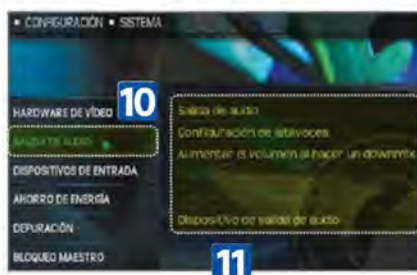 • CONFIGURACIÓN • SISTEMA
10
HARDWARE DE VÍDEO
SALIDA DE AUDIO
DISPOSITIVOS DE ENTRADA
AHORRO DE ENERGÍA
DEPURACIÓN
BLOQUEO MAESTRO
Salida de audio
Configuración de altavoces
Aumentar el volumen al hacer un downmix
Dispositivo de salida de audio
11